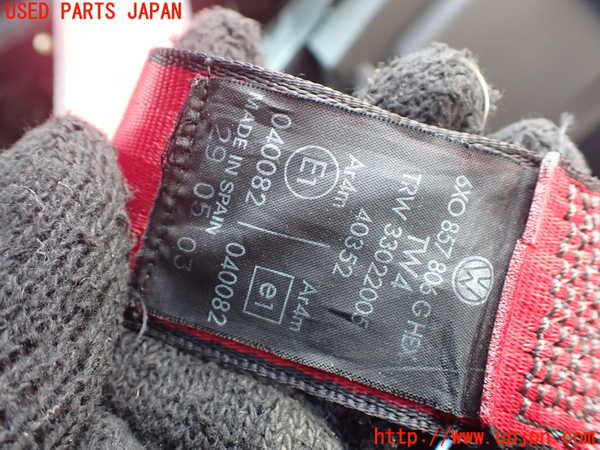 USED PARTS JAPAN
6X0 857 806 G HEX
TW4
TRW 33022005
40352
Ar4m
E1
040082
Ar4m
e1
040082
MADE IN SPAIN
29 05 03
http://www.upjpn.com/